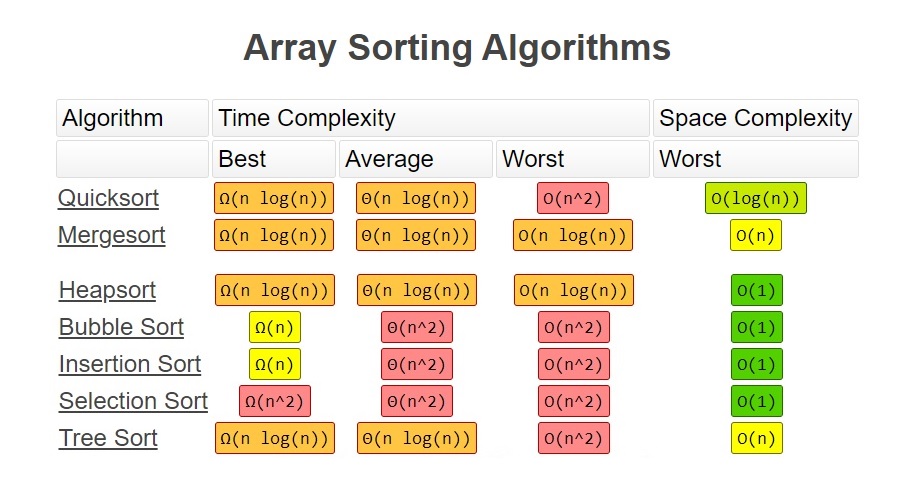 Array Sorting Algorithms
Algorithm Time Complexity Space Complexity
Best Average Worst Worst
Quicksort Ω(n log(n)) Θ(n log(n)) O(n^2) O(log(n))
Mergesort Ω(n log(n)) Θ(n log(n)) O(n log(n)) O(n)
Heapsort Ω(n log(n)) Θ(n log(n)) O(n log(n)) O(1)
Bubble Sort Ω(n) Θ(n^2) O(n^2) O(1)
Insertion Sort Ω(n) Θ(n^2) O(n^2) O(1)
Selection Sort Ω(n^2) Θ(n^2) O(n^2) O(1)
Tree Sort Ω(n log(n)) Θ(n log(n)) O(n^2) O(n)